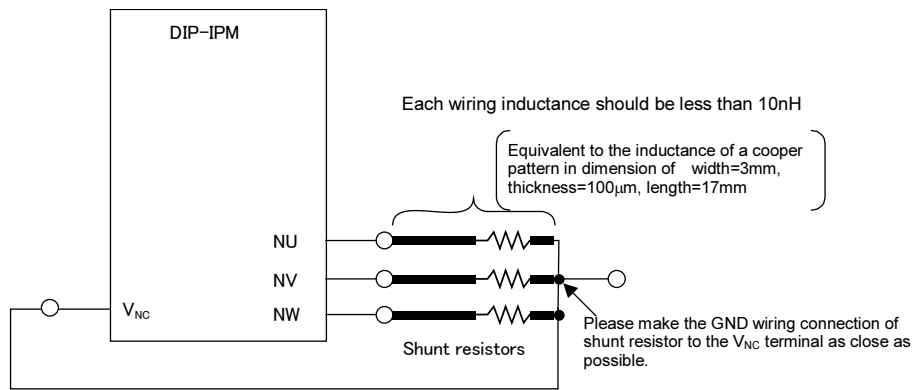 DIP-IPM
Each wiring inductance should be less than 10nH
Equivalent to the inductance of a cooper
pattern in dimension of width=3mm,
thickness=100μm, length=17mm
NU
NV
VNC
NW
Shunt resistors
Please make the GND wiring connection of
shunt resistor to the VNC terminal as close as
possible.